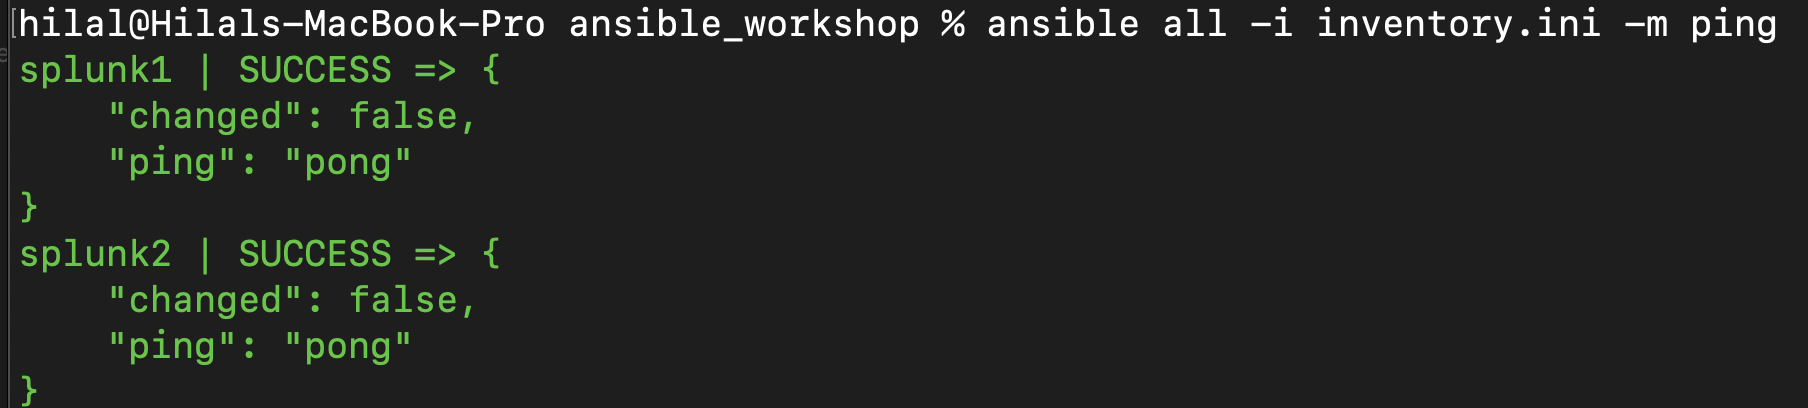 [hilal@Hilals-MacBook-Pro ansible_workshop % ansible all -i inventory.ini -m ping
splunk1 | SUCCESS => {
    "changed": false,
    "ping": "pong"
}
splunk2 | SUCCESS => {
    "changed": false,
    "ping": "pong"
}